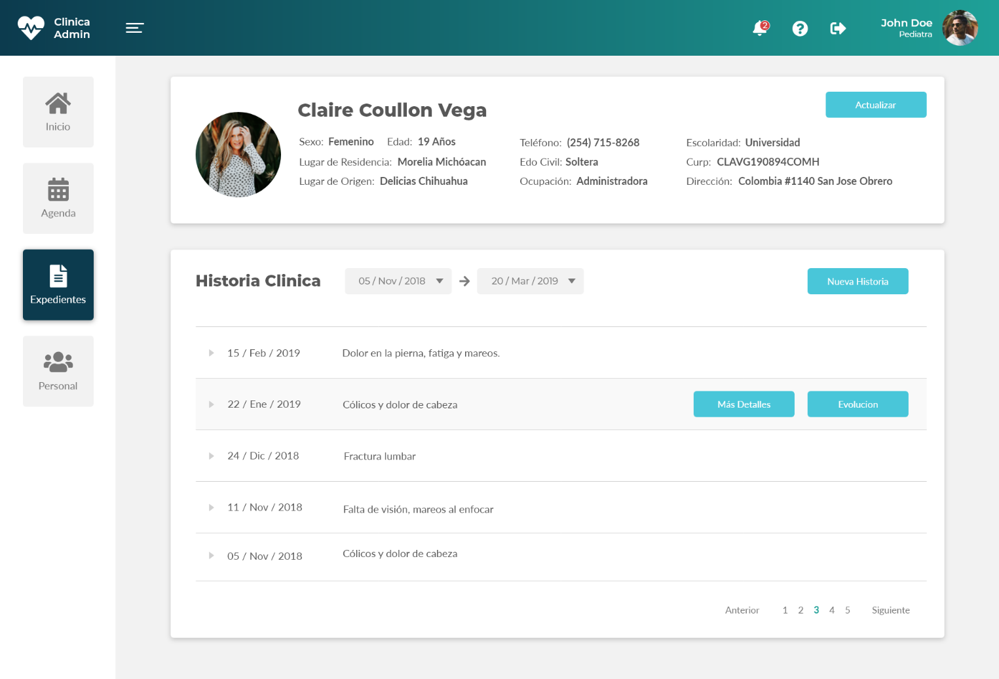 Clinica
Admin
2
John Doe
Pediatra
Inicio
Agenda
Expedientes
Personal
Claire Coullon Vega
Actualizar
Sexo: Femenino Edad: 19 Años
Teléfono: (254) 715-8268
Escolaridad: Universidad
Lugar de Residencia: Morelia Michóacan
Edo Civil: Soltera
Curp: CLAVG190894COMH
Lugar de Origen: Delicias Chihuahua
Ocupación: Administradora
Dirección: Colombia #1140 San Jose Obrero
Historia Clinica
05 / Nov / 2018
20 / Mar / 2019
Nueva Historia
15 / Feb / 2019 Dolor en la pierna, fatiga y mareos.
22 / Ene / 2019 Cólicos y dolor de cabeza Más Detalles Evolucion
24 / Dic / 2018 Fractura lumbar
11 / Nov / 2018 Falta de visión, mareos al enfocar
05 / Nov / 2018 Cólicos y dolor de cabeza
Anterior 1 2 3 4 5 Siguiente